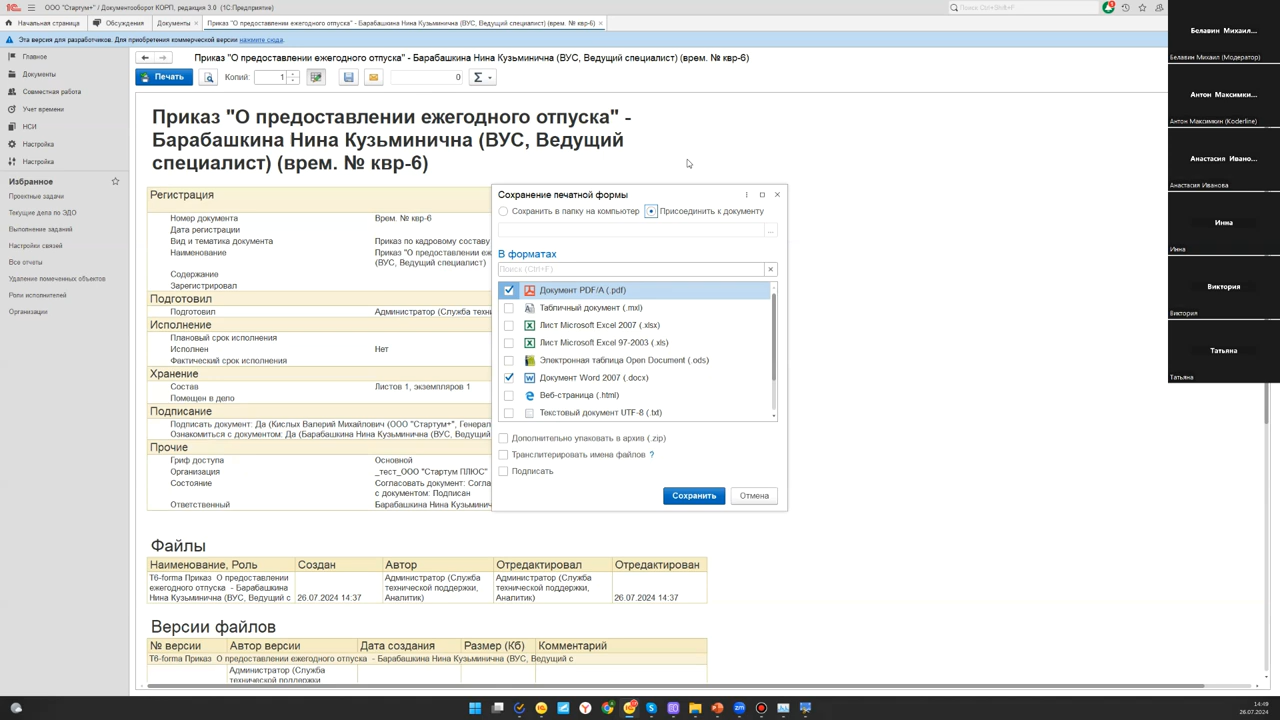 ООО "Стартум+" / Документооборот КОРП, редакция 3.0 (1С:Предприятие)
Поиск Ctrl+Shift+F
Начальная страница
Обсуждения
Документы ×
Приказ "О предоставлении ежегодного отпуска" - Барабашкина Нина Кузьминична (ВУС, Ведущий специалист) (врем. № квр-6) ×
Эта версия для разработчиков. Для приобретения коммерческой версии нажмите сюда.
Главное
Документы
Совместная работа
Учет времени
НСИ
Настройка
Настройка
Избранное
Проектные задачи
Текущие дела по ЭДО
Выполнение заданий
Настройки связей
Все отчеты
Удаление помеченных объектов
Роли исполнителей
Организации
Приказ "О предоставлении ежегодного отпуска" - Барабашкина Нина Кузьминична (ВУС, Ведущий специалист) (врем. № квр-6)
Печать
Копий: 1
0
Σ
Приказ "О предоставлении ежегодного отпуска" -
Барабашкина Нина Кузьминична (ВУС, Ведущий
специалист) (врем. № квр-6)
Регистрация
Номер документа Врем. № квр-6
Дата регистрации
Вид и тематика документа Приказ по кадровому составу
Наименование Приказ "О предоставлении еж
(ВУС, Ведущий специалист)
Содержание
Зарегистрировал
Подготовил
Подготовил Администратор (Служба техни
Исполнение
Плановый срок исполнения
Исполнен Нет
Фактический срок исполнения
Хранение
Состав Листов 1, экземпляров 1
Помещен в дело
Подписание
Подписать документ: Да (Кислых Валерий Михайлович (ООО "Стартум+", Генерал
Ознакомиться с документом: Да (Барабашкина Нина Кузьминична (ВУС, Ведущий
Прочие
Гриф доступа Основной
Организация _тест_ООО "Стартум ПЛЮС"
Состояние Согласовать документ: Согла
с документом: Подписан
Ответственный Барабашкина Нина Кузьминич
Сохранение печатной формы
Сохранить в папку на компьютер
Присоединить к документу
...
В форматах
Поиск (Ctrl+F) ×
Документ PDF/A (.pdf)
Табличный документ (.mxl)
Лист Microsoft Excel 2007 (.xlsx)
Лист Microsoft Excel 97-2003 (.xls)
Электронная таблица Open Document (.ods)
Документ Word 2007 (.docx)
Веб-страница (.html)
Текстовый документ UTF-8 (.txt)
Дополнительно упаковать в архив (.zip)
Транслитерировать имена файлов ?
Подписать
Сохранить
Отмена
Файлы
Наименование, Роль Создан Автор Отредактировал Отредактирован
Т6-forma Приказ О предоставлении Администратор (Служба Администратор (Служба
ежегодного отпуска - Барабашкина технической поддержки, технической поддержки,
Нина Кузьминична (ВУС, Ведущий с 26.07.2024 14:37 Аналитик) Аналитик) 26.07.2024 14:37
Версии файлов
№ версии Автор версии Дата создания Размер (Кб) Комментарий
Т6-forma Приказ О предоставлении ежегодного отпуска - Барабашкина Нина Кузьминична (ВУС, Ведущий с
Администратор (Служба
технической поддержки
Белавин Михаил...
Белавин Михаил (Модератор)
Антон Максимки...
Антон Максимкин (Koderline)
Анастасия Ивано...
Анастасия Иванова
Инна
Инна
Виктория
Виктория
Татьяна
Татьяна
14:49
26.07.2024